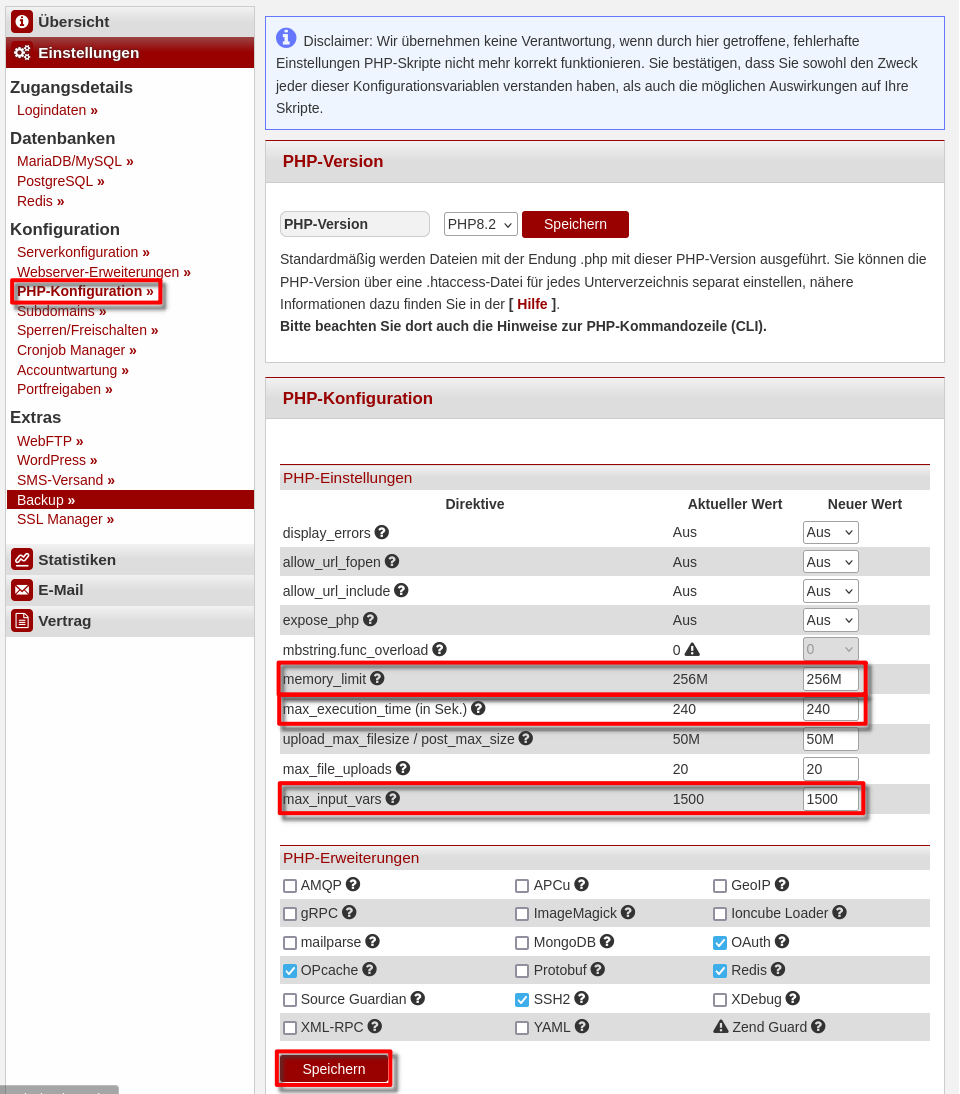 Übersicht
Einstellungen
Zugangsdetails
Logindaten »
Datenbanken
MariaDB/MySQL »
PostgreSQL »
Redis »
Konfiguration
Serverkonfiguration »
Webserver-Erweiterungen »
PHP-Konfiguration »
Subdomains »
Sperren/Freischalten »
Cronjob Manager »
Accountwartung »
Portfreigaben »
Extras
WebFTP »
WordPress »
SMS-Versand »
Backup »
SSL Manager »
Statistiken
E-Mail
Vertrag
Disclaimer: Wir übernehmen keine Verantwortung, wenn durch hier getroffene, fehlerhafte
Einstellungen PHP-Skripte nicht mehr korrekt funktionieren. Sie bestätigen, dass Sie sowohl den Zweck
jeder dieser Konfigurationsvariablen verstanden haben, als auch die möglichen Auswirkungen auf Ihre
Skripte.
PHP-Version
PHP-Version PHP8.2 Speichern
Standardmäßig werden Dateien mit der Endung .php mit dieser PHP-Version ausgeführt. Sie können die
PHP-Version über eine .htaccess-Datei für jedes Unterverzeichnis separat einstellen, nähere
Informationen dazu finden Sie in der [ Hilfe ].
Bitte beachten Sie dort auch die Hinweise zur PHP-Kommandozeile (CLI).
PHP-Konfiguration
PHP-Einstellungen
Direktive Aktueller Wert Neuer Wert
display_errors Aus Aus
allow_url_fopen Aus Aus
allow_url_include Aus Aus
expose_php Aus Aus
mbstring.func_overload 0 0
memory_limit 256M 256M
max_execution_time (in Sek.) 240 240
upload_max_filesize / post_max_size 50M 50M
max_file_uploads 20 20
max_input_vars 1500 1500
PHP-Erweiterungen
AMQP APCu GeoIP
gRPC ImageMagick Ioncube Loader
mailparse MongoDB OAuth
OPcache Protobuf Redis
Source Guardian SSH2 XDebug
XML-RPC YAML Zend Guard
Speichern